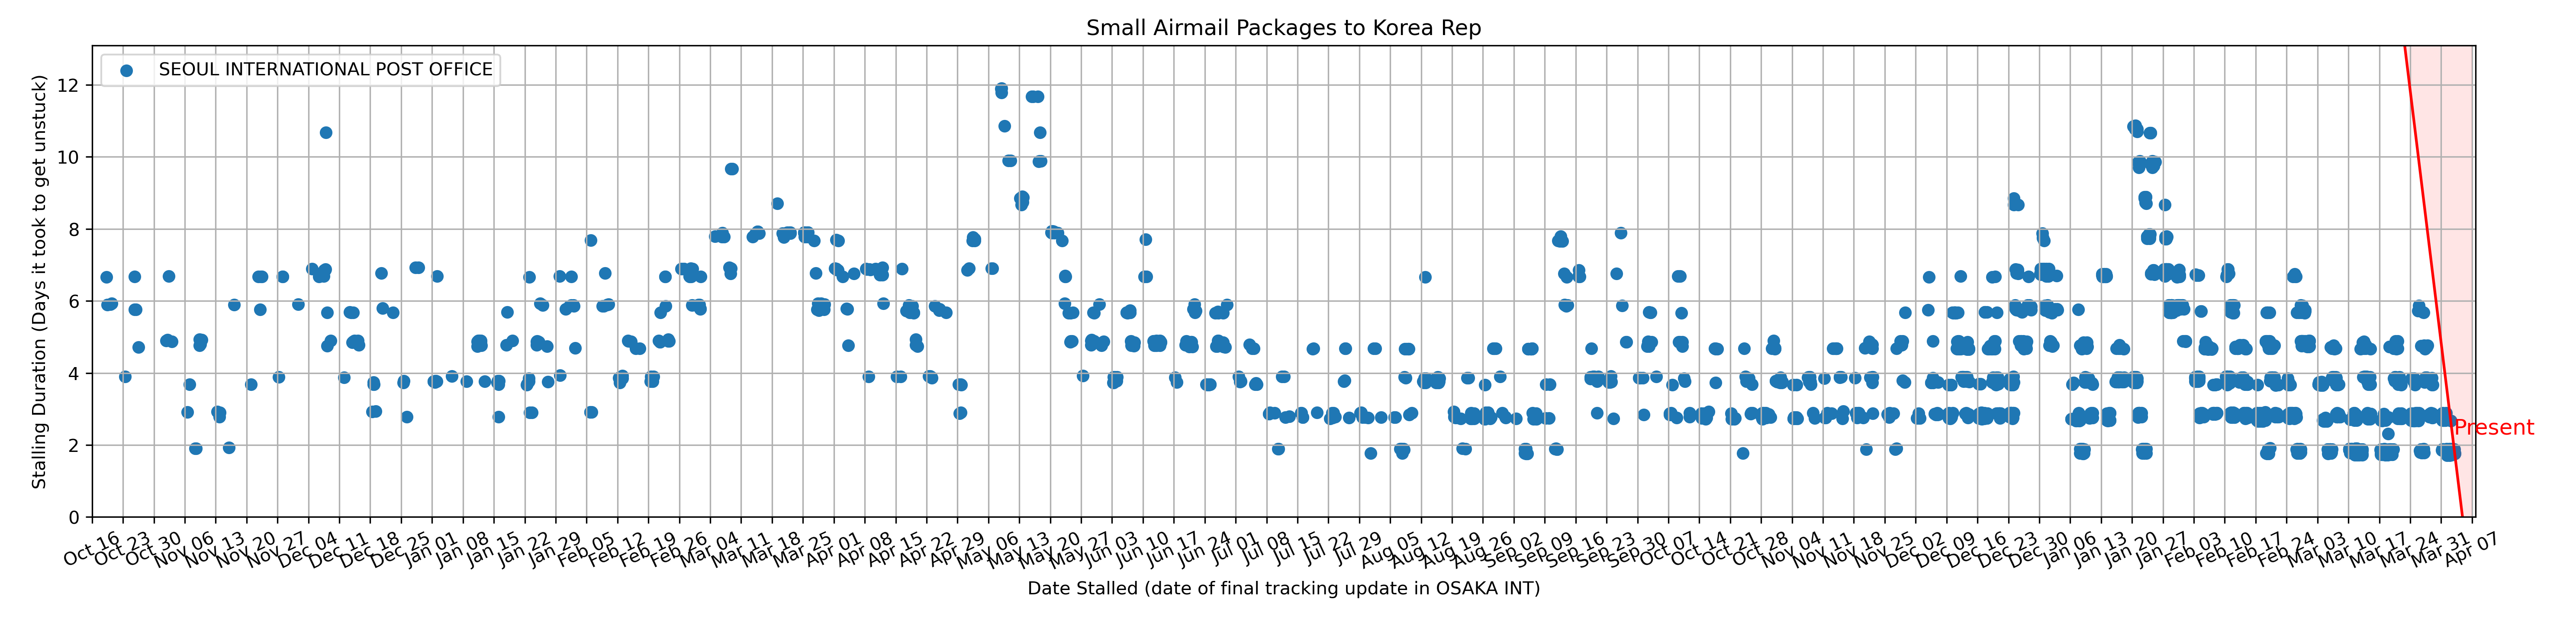 Small Airmail Packages to Korea Rep
SEOUL INTERNATIONAL POST OFFICE
Stalling Duration (Days it took to get unstuck)
12
10
8
6
4
2
0
Present
Oct 16 Oct 23 Oct 30 Nov 06 Nov 13 Nov 20 Nov 27 Dec 04 Dec 11 Dec 18 Dec 25 Jan 01 Jan 08 Jan 15 Jan 22 Jan 29 Feb 05 Feb 12 Feb 19 Feb 26 Mar 04 Mar 11 Mar 18 Mar 25 Apr 01 Apr 08 Apr 15 Apr 22 Apr 29 May 06 May 13 May 20 May 27 Jun 03 Jun 10 Jun 17 Jun 24 Jul 01 Jul 08 Jul 15 Jul 22 Jul 29 Aug 05 Aug 12 Aug 19 Aug 26 Sep 02 Sep 09 Sep 16 Sep 23 Sep 30 Oct 07 Oct 14 Oct 21 Oct 28 Nov 04 Nov 11 Nov 18 Nov 25 Dec 02 Dec 09 Dec 16 Dec 23 Dec 30 Jan 06 Jan 13 Jan 20 Jan 27 Feb 03 Feb 10 Feb 17 Feb 24 Mar 03 Mar 10 Mar 17 Mar 24 Mar 31 Apr 07
Date Stalled (date of final tracking update in OSAKA INT)